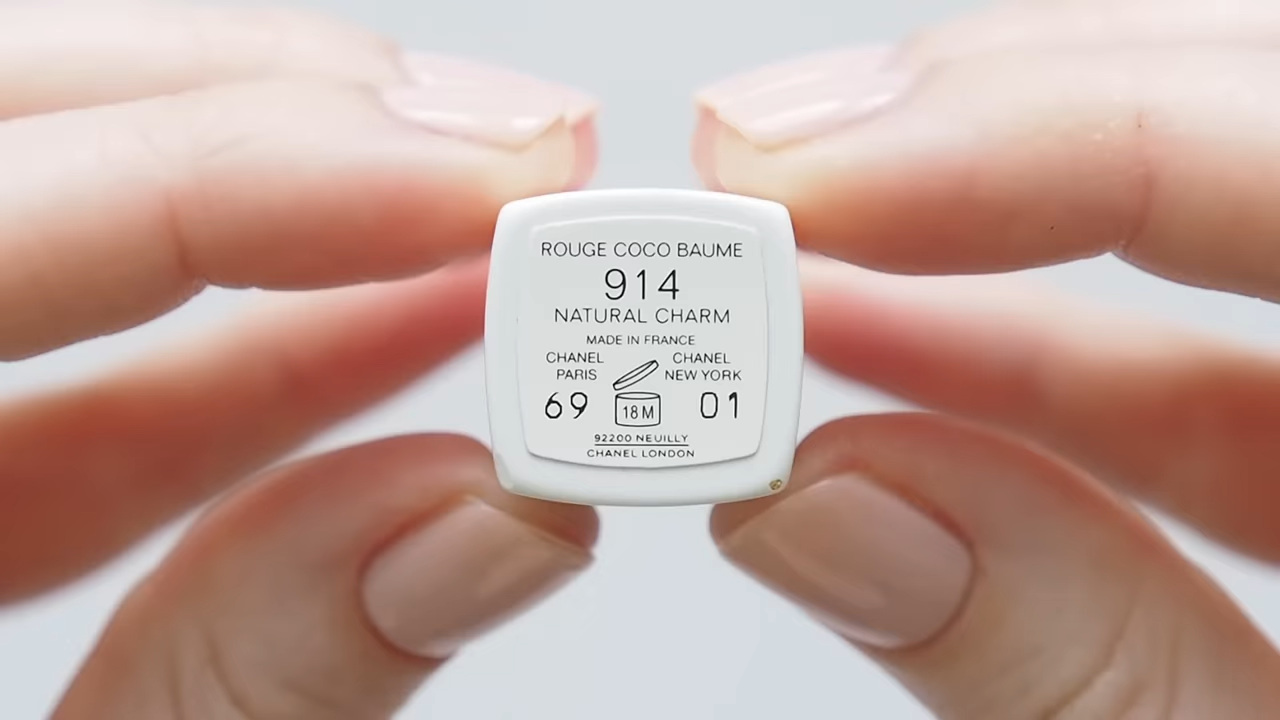 ROUGE COCO BAUME
914
NATURAL CHARM
MADE IN FRANCE
CHANEL PARIS
CHANEL NEW YORK
69
18 M
01
92200 NEUILLY
CHANEL LONDON